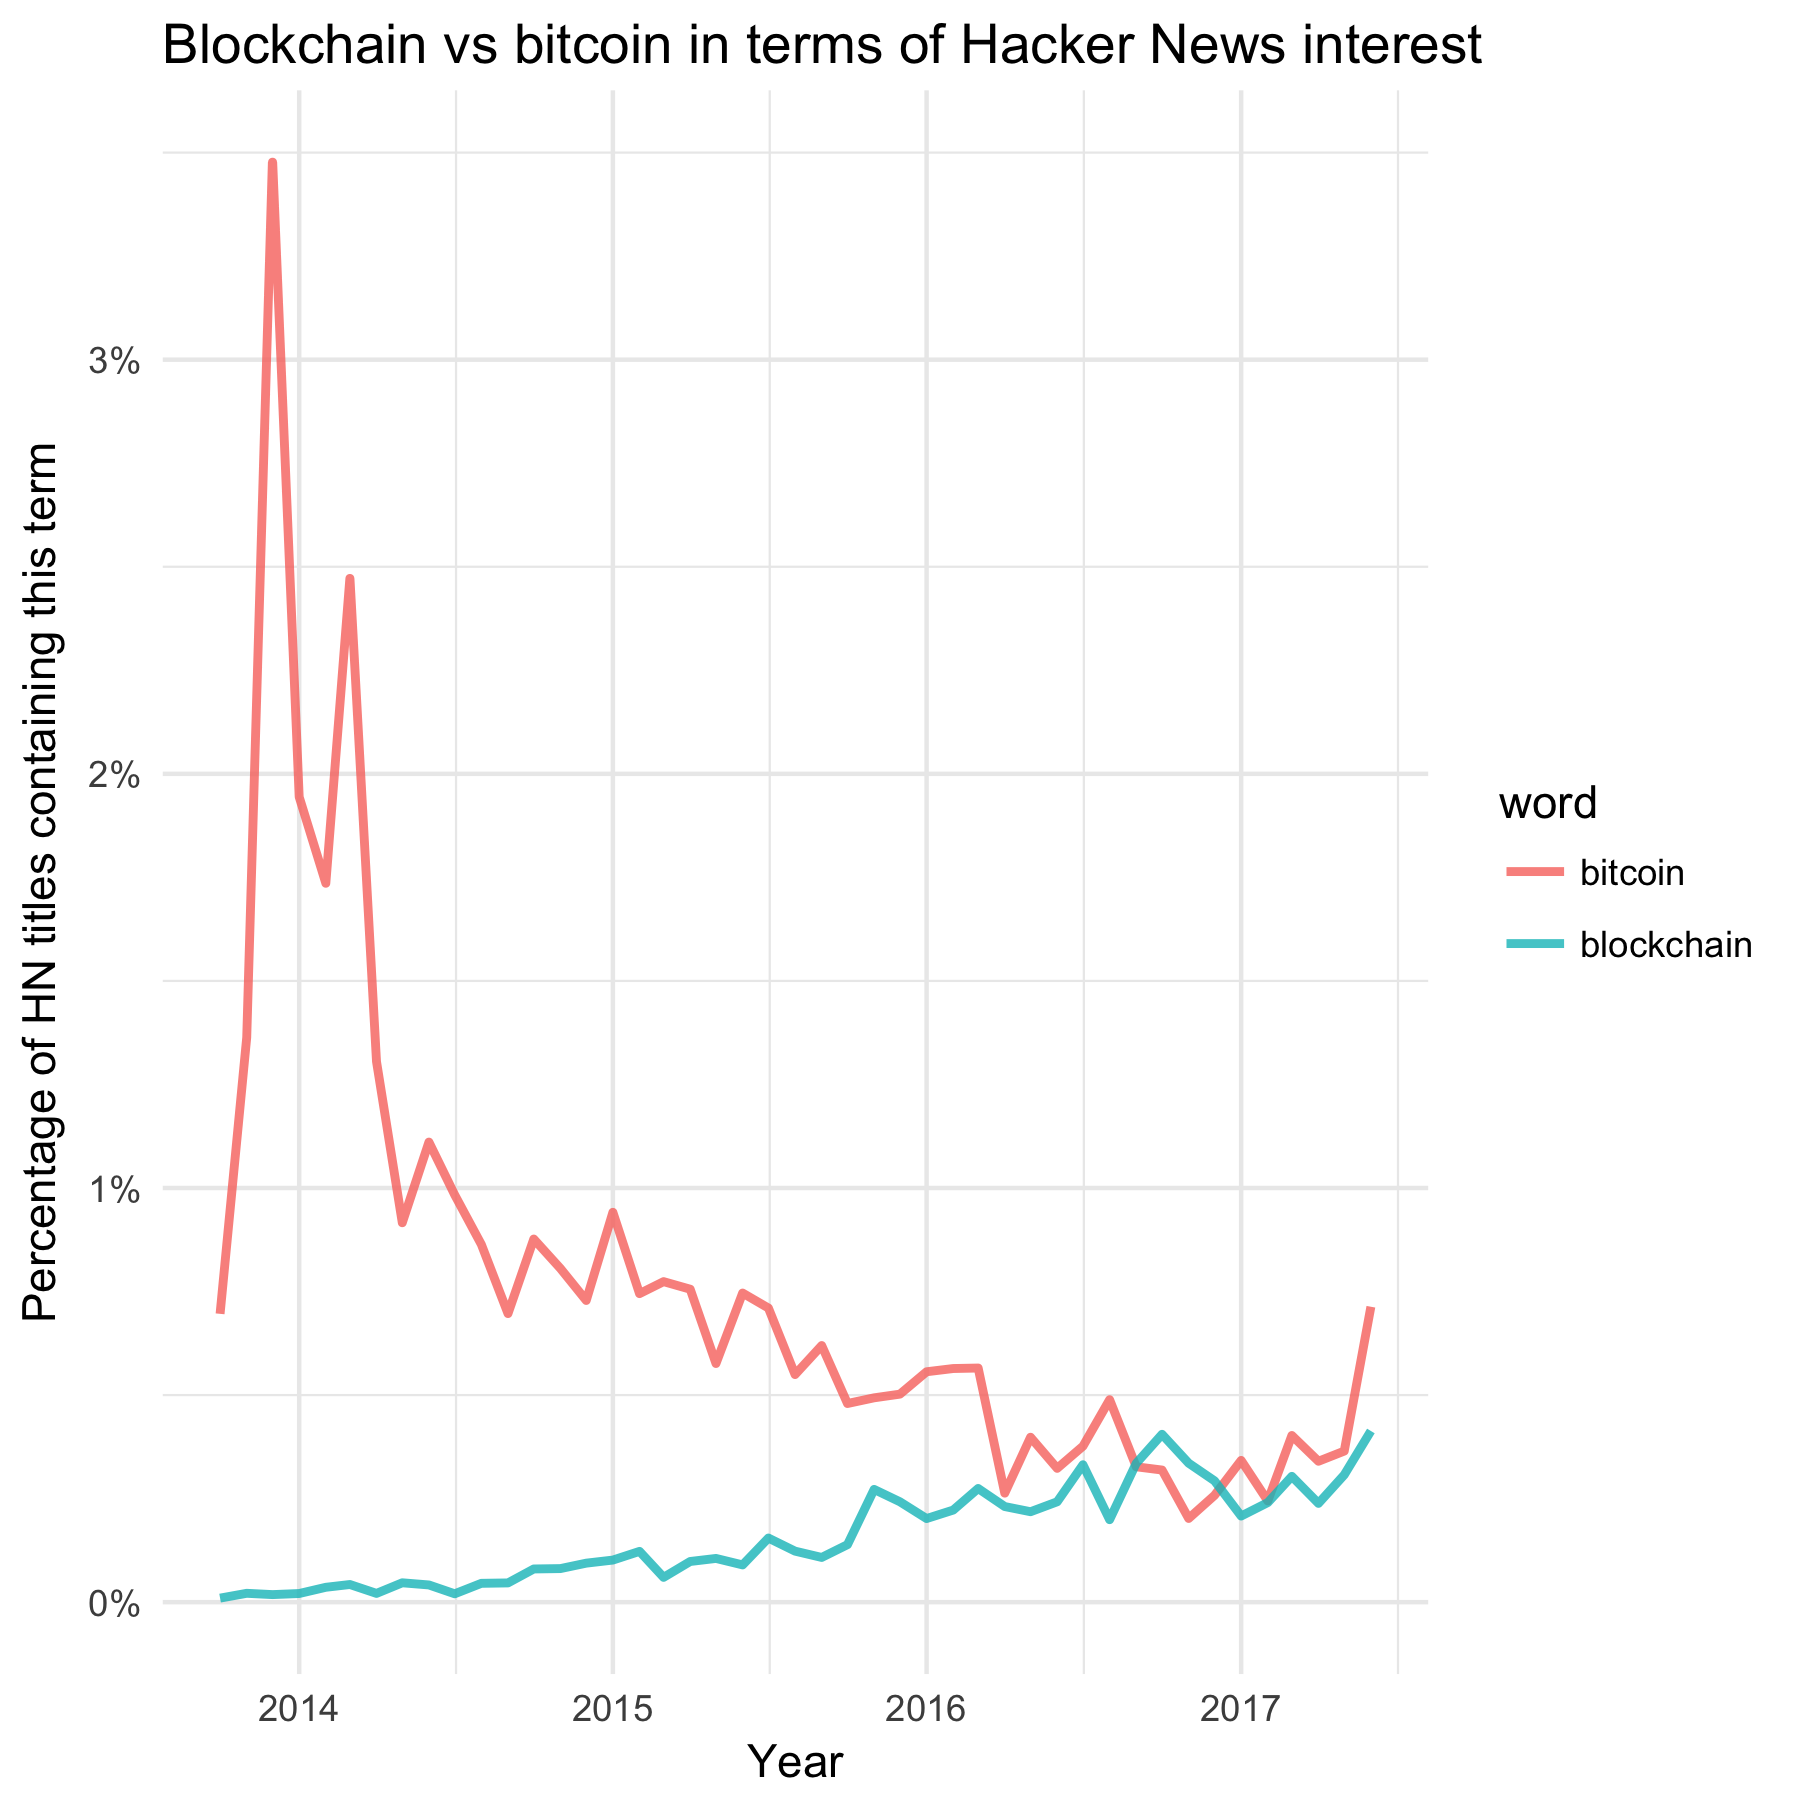 Blockchain vs bitcoin in terms of Hacker News interest
Percentage of HN titles containing this term
3%
2%
1%
0%
2014
2015
2016
2017
Year
word
bitcoin
blockchain